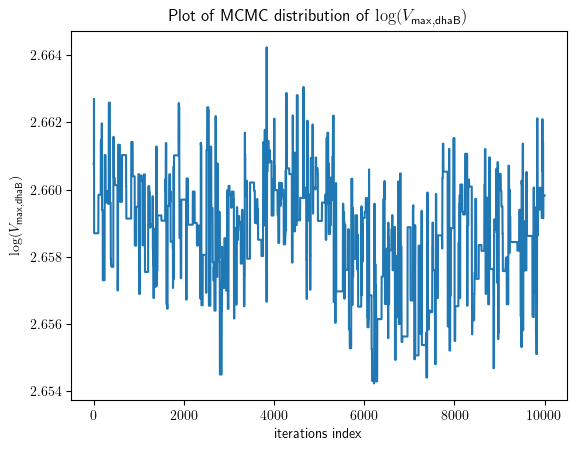 Plot of MCMC distribution of log(V_max,dhaB)
log(V_max,dhaB)
2.664
2.662
2.660
2.658
2.656
2.654
0 2000 4000 6000 8000 10000
iterations index